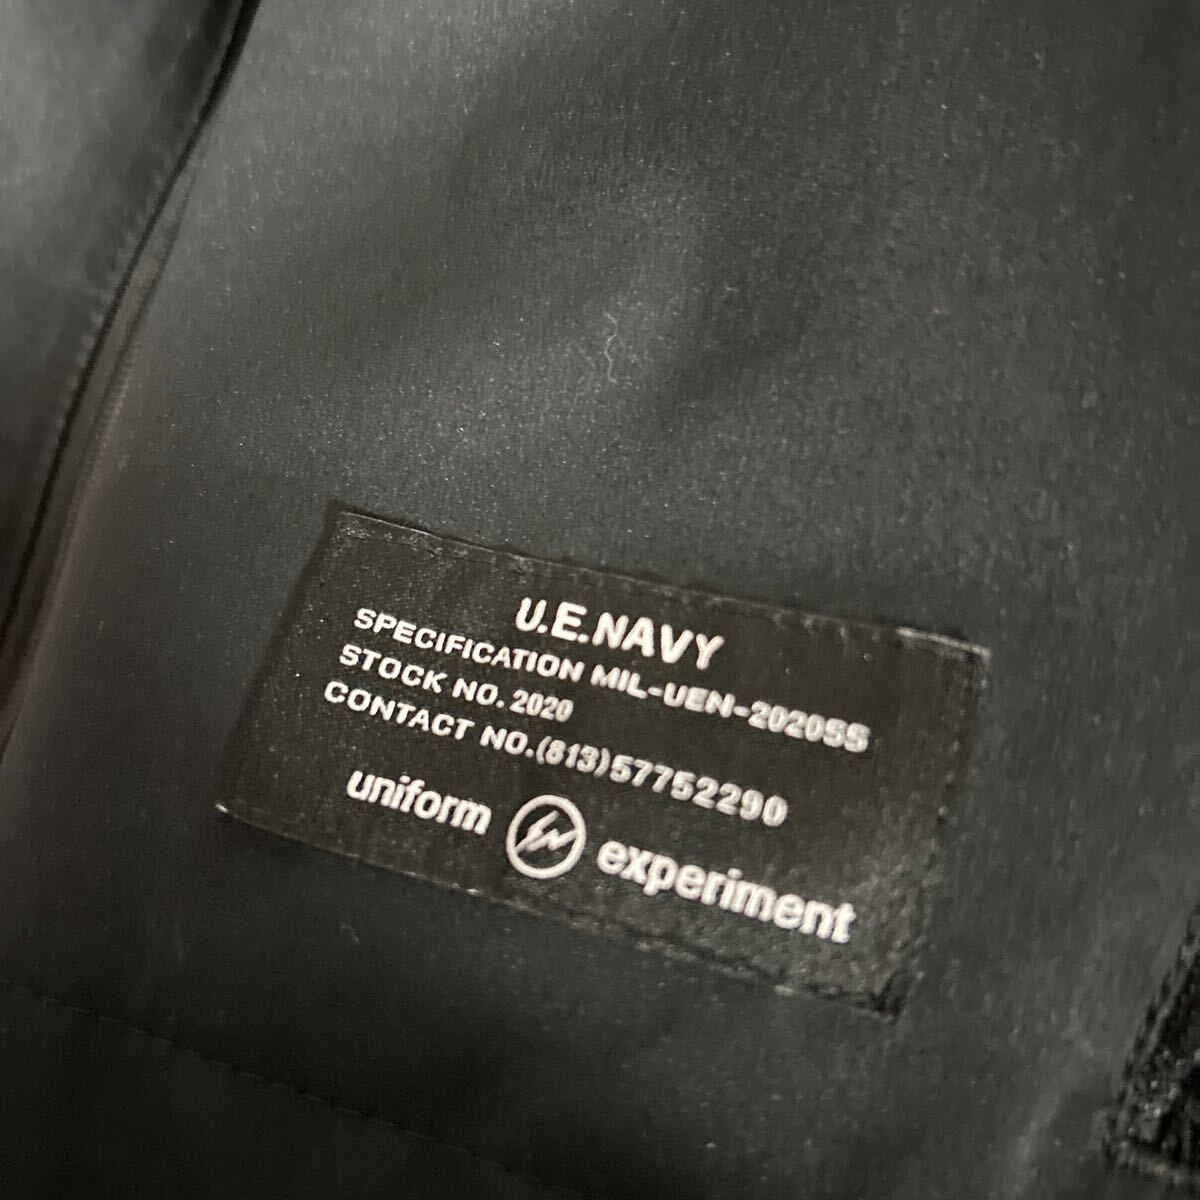 U.E.NAVY
SPECIFICATION MIL-UEN-2020SS
STOCK NO. 2020
CONTACT NO.(813)57752290
uniform experiment